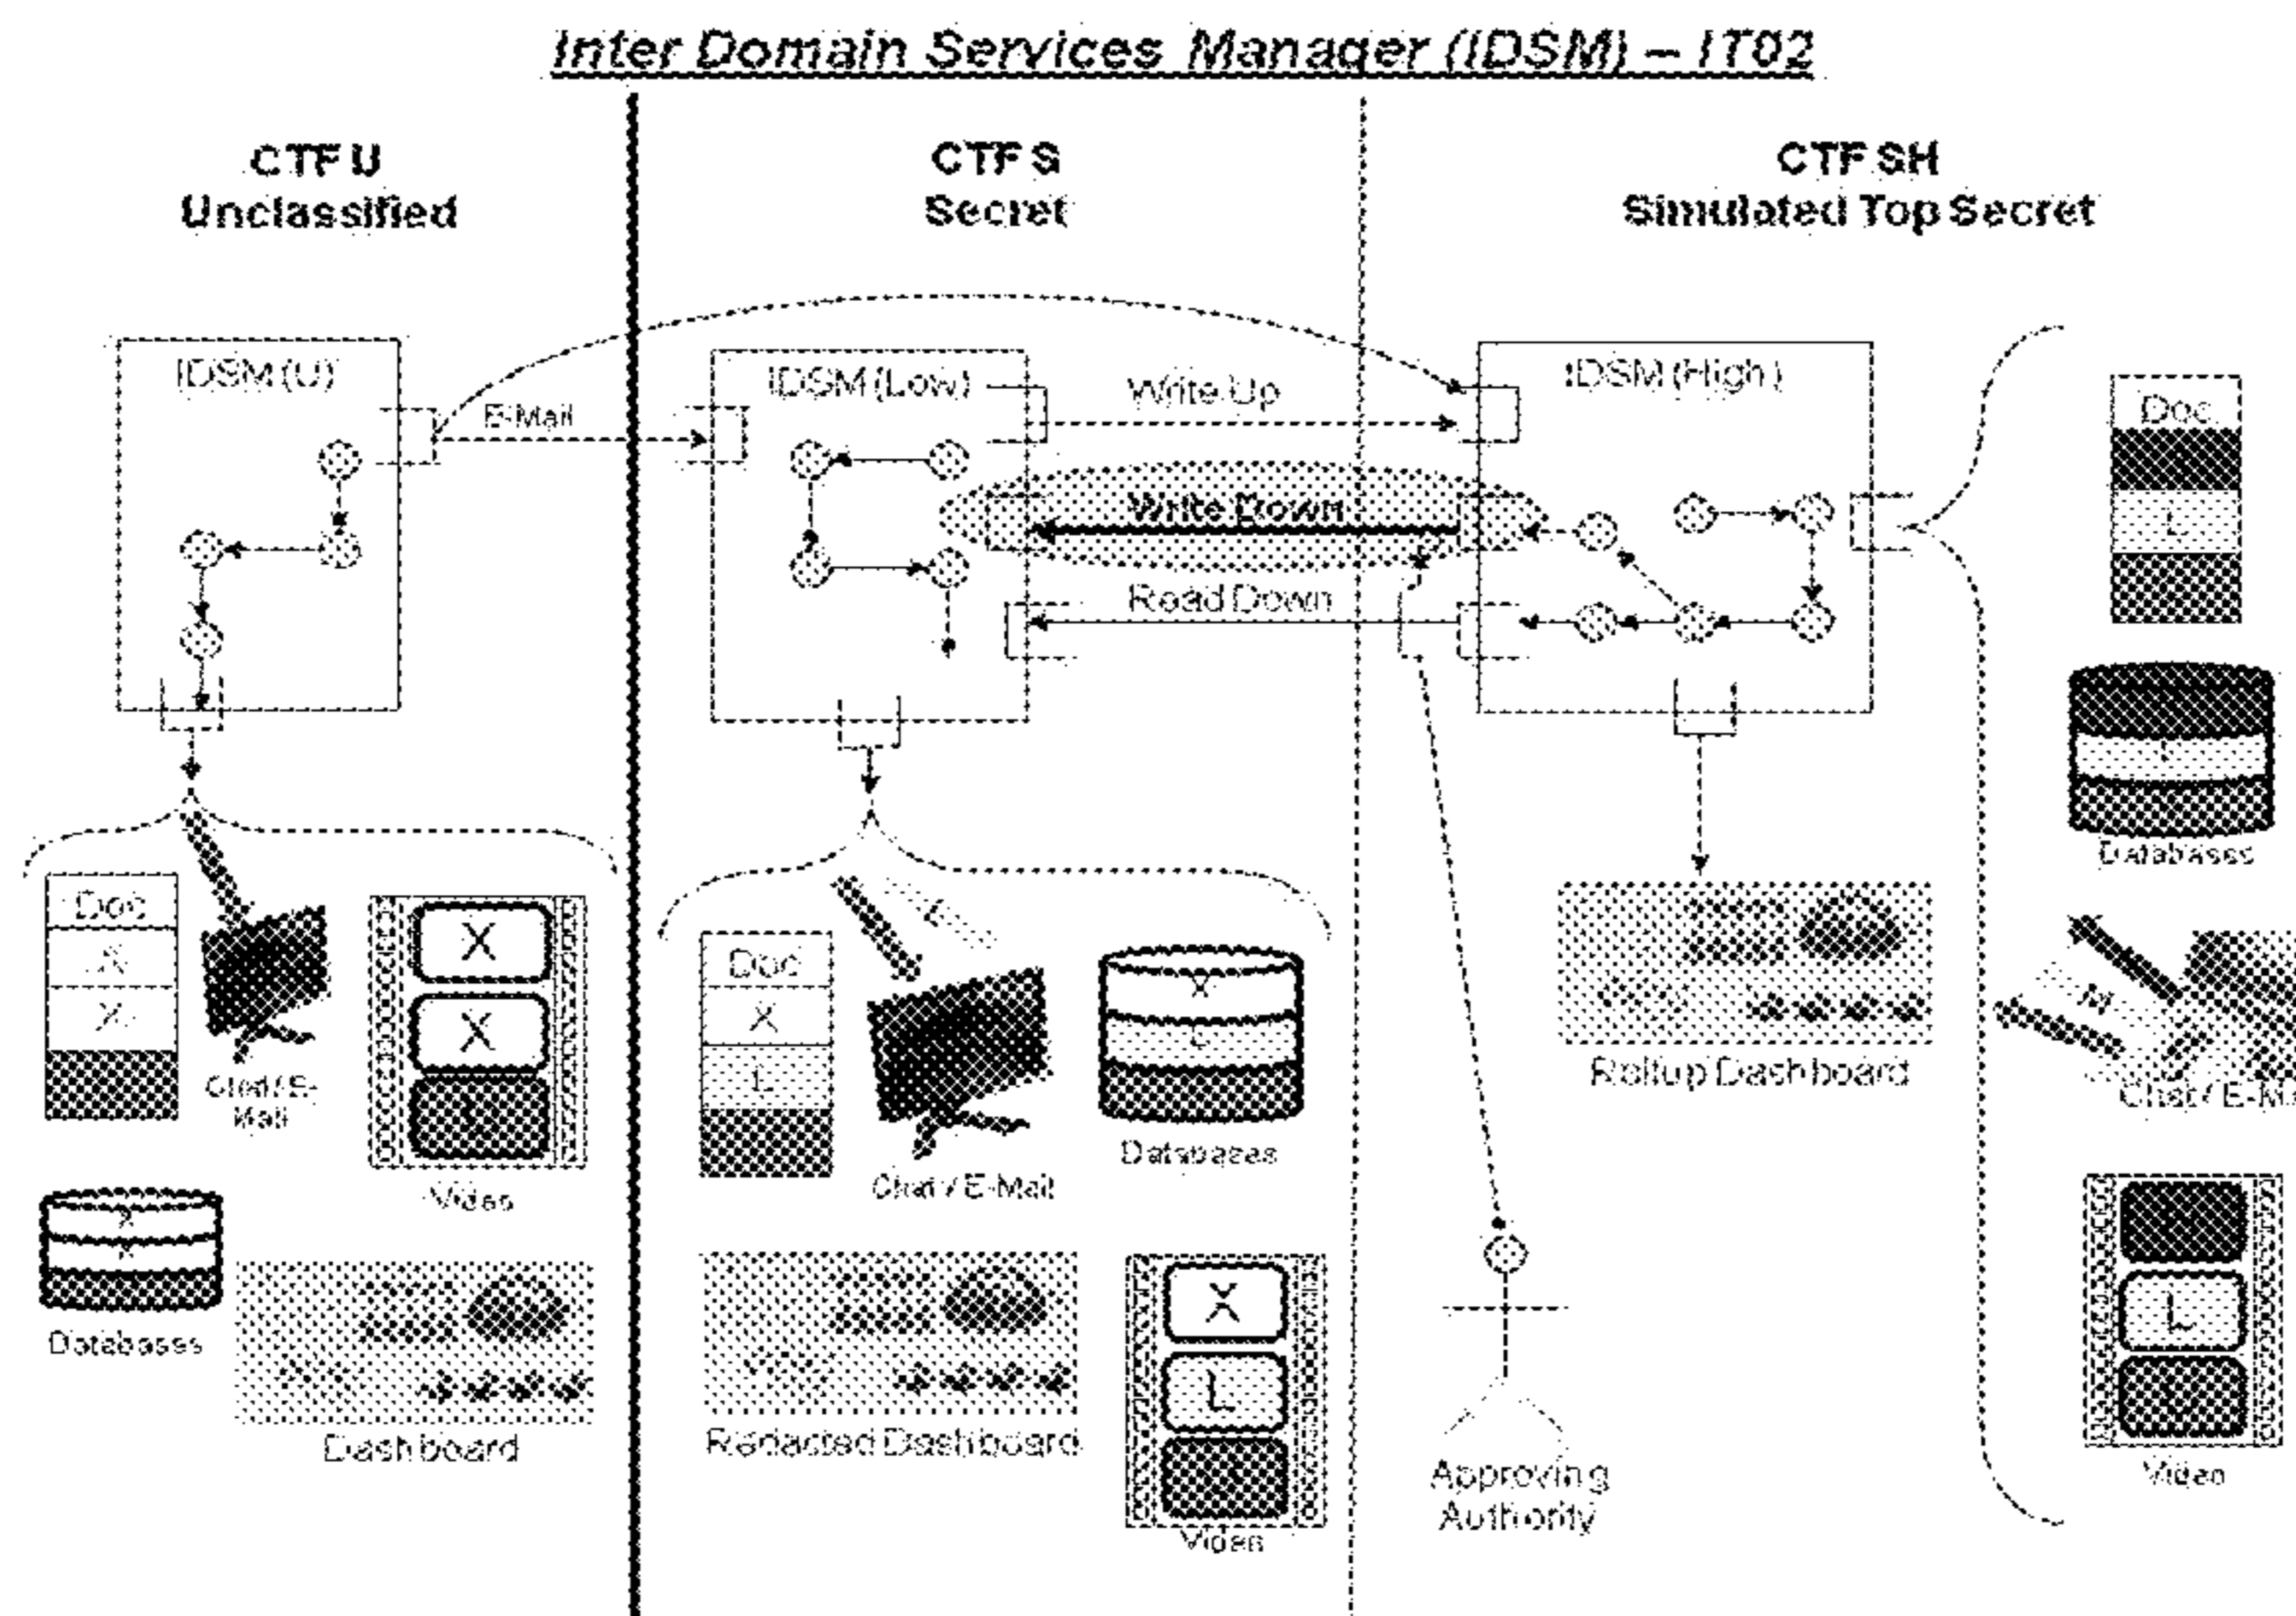 Inter Domain Services Manager (IDSM) – IT02
CTF U
Unclassified
CTF S
Secret
CTF SH
Simulated Top Secret
IDSM (U)
IDSM (Low)
IDSM (High)
E-Mail
Write Up
Write Down
Read Down
Doc
X
X
Chat / E-
Mail
X
X
Video
X
X
Databases
Dashboard
Doc
X
L
L
Chat / E-Mail
X
Databases
Redacted Dashboard
X
L
Video
Rollup Dashboard
Approving
Authority
Doc
L
Databases
M
Chat / E-Ma
L
Video